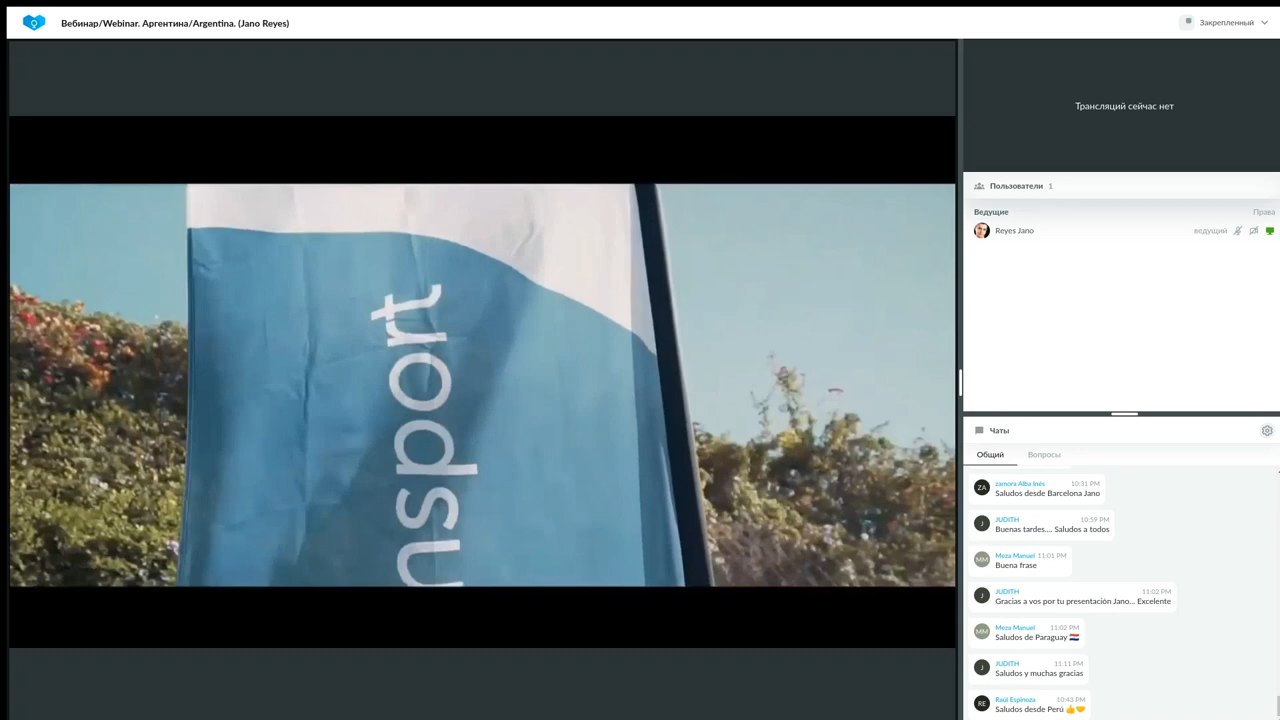 Вебинар/Webinar. Аргентина/Argentina. (Jano Reyes)
Закрепленный
nsport
Трансляций сейчас нет
Пользователи 1
Ведущие Права
Reyes Jano ведущий
Чаты
Общий Вопросы
ZA zamora Alba Inés 10:31 PM
Saludos desde Barcelona Jano
J JUDITH 10:59 PM
Buenas tardes.... Saludos a todos
MM Meza Manuel 11:01 PM
Buena frase
J JUDITH 11:02 PM
Gracias a vos por tu presentación Jano... Excelente
MM Meza Manuel 11:02 PM
Saludos de Paraguay 🇵🇾
J JUDITH 11:11 PM
Saludos y muchas gracias
RE Raúl Espinoza 10:43 PM
Saludos desde Perú 👍🤝